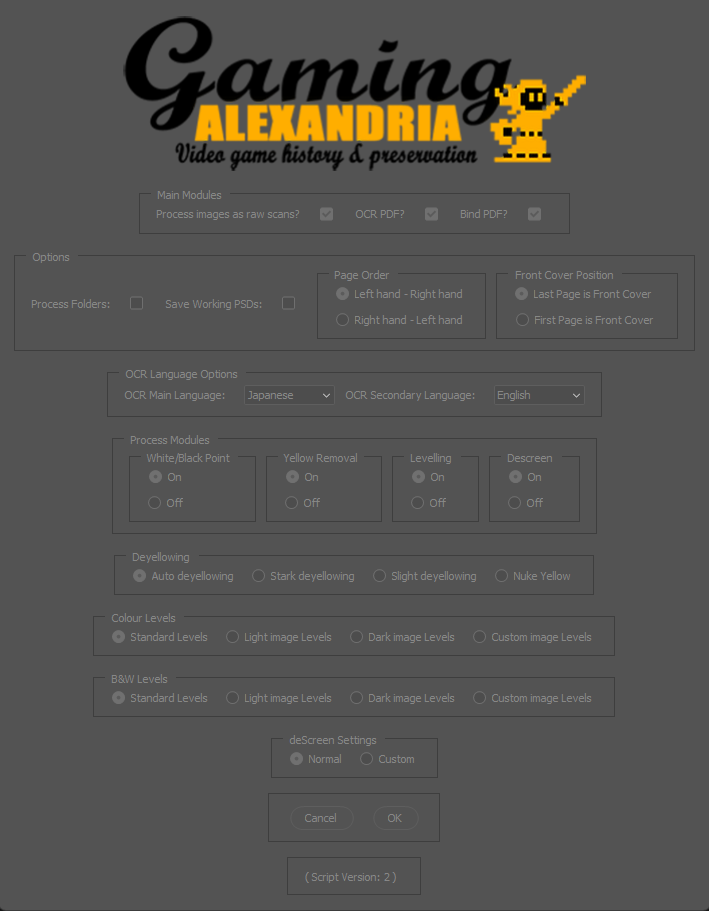 Gaming
ALEXANDRIA
Video game history & preservation
Main Modules
Process images as raw scans? OCR PDF? Bind PDF?
Options
Process Folders: Save Working PSDs:
Page Order
Left hand - Right hand
Right hand - Left hand
Front Cover Position
Last Page is Front Cover
First Page is Front Cover
OCR Language Options
OCR Main Language: Japanese OCR Secondary Language: English
Process Modules
White/Black Point
On
Off
Yellow Removal
On
Off
Levelling
On
Off
Descreen
On
Off
Deyellowing
Auto deyellowing Stark deyellowing Slight deyellowing Nuke Yellow
Colour Levels
Standard Levels Light image Levels Dark image Levels Custom image Levels
B&W Levels
Standard Levels Light image Levels Dark image Levels Custom image Levels
deScreen Settings
Normal Custom
Cancel OK
( Script Version: 2 )